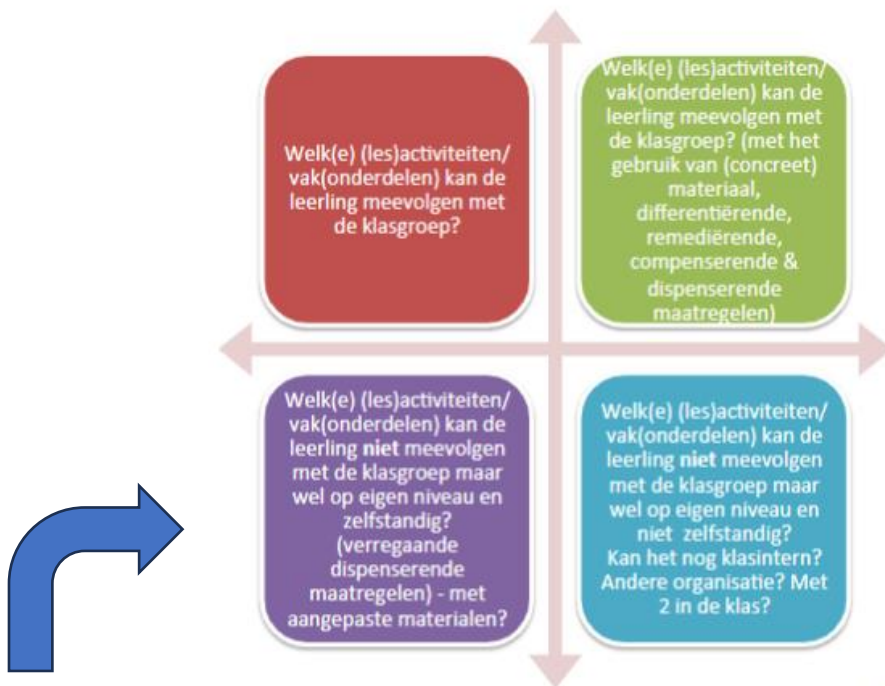 Welk(e) (les)activiteiten/
vak(onderdelen) kan de
leerling meevolgen met
de klasgroep?
Welk(e) (les)activiteiten/
vak(onderdelen) kan de
leerling meevolgen met
de klasgroep? (met het
gebruik van (concreet)
materiaal,
differentiërende,
remediërende,
compenserende &
dispenserende
maatregelen)
Welk(e) (les)activiteiten/
vak(onderdelen) kan de
leerling niet meevolgen
met de klasgroep maar
wel op eigen niveau en
zelfstandig?
(verregaande
dispenserende
maatregelen) - met
aangepaste materialen?
Welk(e) (les)activiteiten/
vak(onderdelen) kan de
leerling niet meevolgen
met de klasgroep maar
wel op eigen niveau en
niet zelfstandig?
Kan het nog klasintern?
Andere organisatie? Met
2 in de klas?